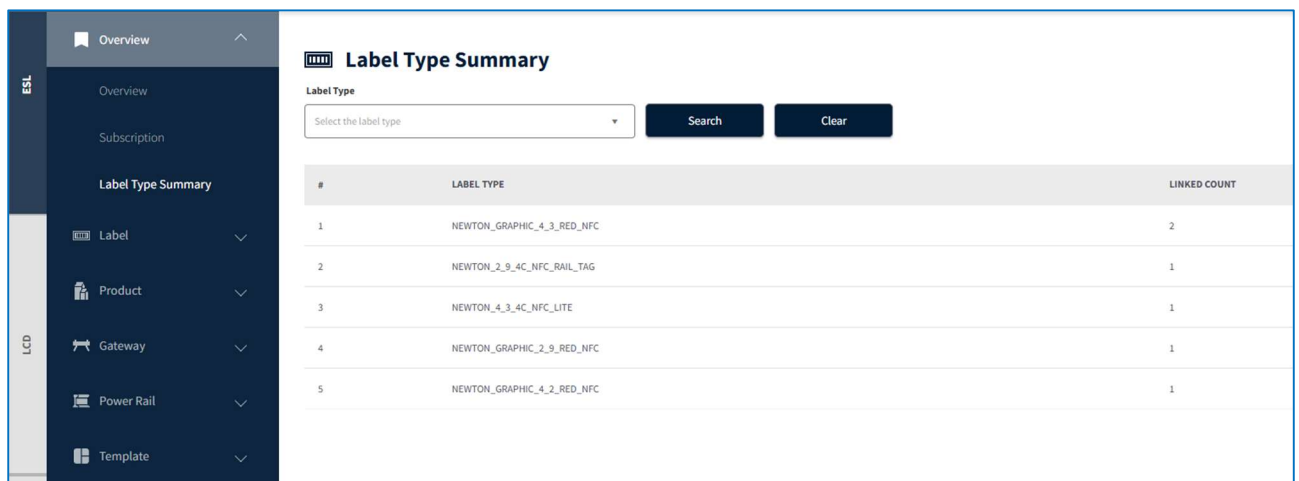 ESL
LCD
Overview
Overview
Subscription
Label Type Summary
Label
Product
Gateway
Power Rail
Template
Label Type Summary
Label Type
Select the label type
Search
Clear
# LABEL TYPE LINKED COUNT
1 NEWTON_GRAPHIC_4_3_RED_NFC 2
2 NEWTON_2_9_4C_NFC_RAIL_TAG 1
3 NEWTON_4_3_4C_NFC_LITE 1
4 NEWTON_GRAPHIC_2_9_RED_NFC 1
5 NEWTON_GRAPHIC_4_2_RED_NFC 1